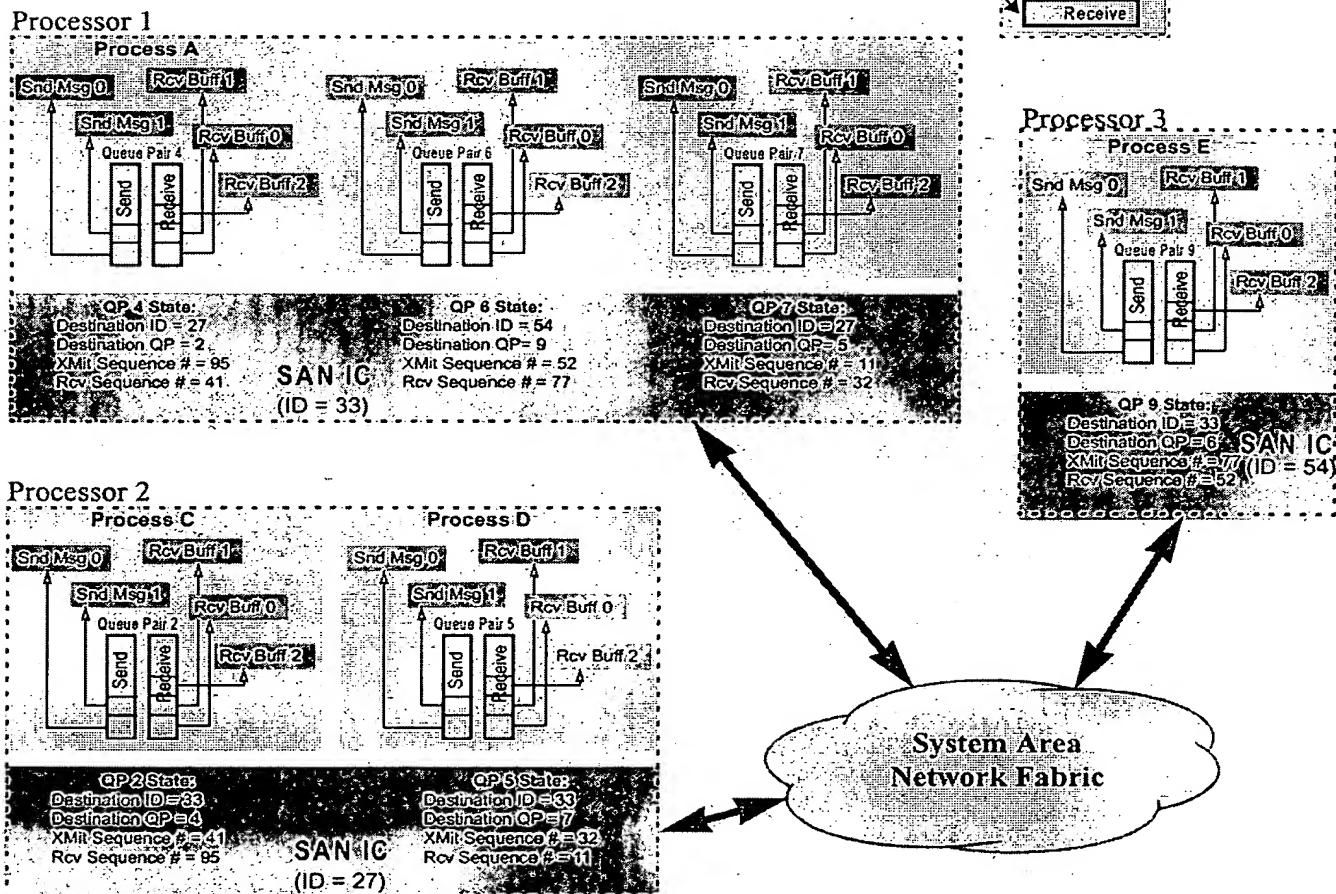 Receive
Processor 1
Process A
Snd Msg 0
Rcv Buff 1
Snd Msg 1
Rcv Buff 0
Queue Pair 4
Rcv Buff 2
Send
Receive
Snd Msg 0
Rcv Buff 1
Snd Msg 1
Rcv Buff 0
Queue Pair 6
Rcv Buff 2
Send
Receive
Snd Msg 0
Rcv Buff 1
Snd Msg 1
Rcv Buff 0
Queue Pair 7
Rcv Buff 2
Send
Receive
QP 4 State:
Destination ID = 27
Destination QP = 2
XMit Sequence # = 95
Rcv Sequence # = 41
SAN IC
(ID = 33)
QP 6 State:
Destination ID = 54
Destination QP= 9
XMit Sequence # = 52
Rcv Sequence # = 77
QP 7 State:
Destination ID = 27
Destination QP= 5
XMit Sequence # = 11
Rcv Sequence # = 32
Processor 3
Process E
Snd Msg 0
Rcv Buff 1
Snd Msg 1
Rcv Buff 0
Queue Pair 9
Rcv Buff 2
Send
Receive
QP 9 State:
Destination ID = 33
Destination QP = 6
XMit Sequence # = 77
Rcv Sequence # = 52
SAN IC
(ID = 54)
Processor 2
Process C
Snd Msg 0
Rcv Buff 1
Snd Msg 1
Rcv Buff 0
Queue Pair 2
Rcv Buff 2
Send
Receive
Process D
Snd Msg 0
Rcv Buff 1
Snd Msg 1
Rcv Buff 0
Queue Pair 5
Rcv Buff 2
Send
Receive
QP 2 State:
Destination ID = 33
Destination QP = 4
XMit Sequence # = 41
Rcv Sequence # = 95
SAN IC
(ID = 27)
QP 5 State:
Destination ID = 33
Destination QP = 7
XMit Sequence # = 32
Rcv Sequence # = 11
System Area
Network Fabric